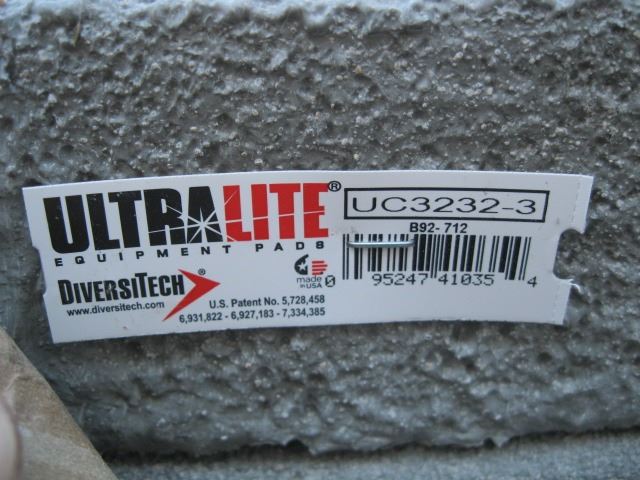 ULTRALITE®
EQUIPMENT PADS
UC3232-3
B92-712
DIVERSITECH®
www.diversitech.com
made
in USA
0 95247 41035 4
U.S. Patent No. 5,728,458
6,931,822 - 6,927,183 - 7,334,385